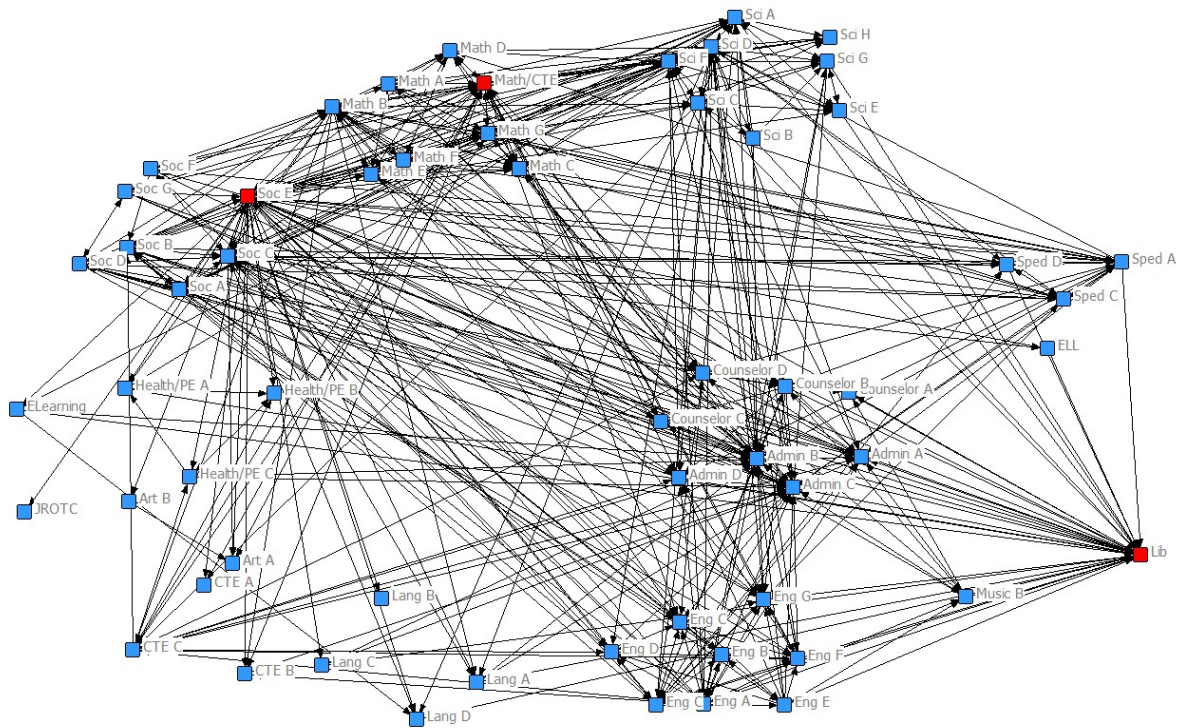 Sci A
Sci H
Sci D
Math D
Sci F
Sci G
Math A
Math/CTE
Sci C
Math B
Sci E
Math G
Sci B
Math F
Soc F
Math C
Math E
Soc G
Soc E
Soc B
Soc C
Soc D
Sped D
Sped A
Soc A
Sped C
ELL
Counselor D
Health/PE A
Counselor B
Counselor A
Health/PE B
ELearning
Counselor C
Admin B
Admin A
Health/PE C
Admin D
Admin C
Art B
JROTC
Lib
Art A
CTE A
Lang B
Eng G
Music B
Eng C
CTE C
Eng D
Eng B
Eng F
Lang C
CTE B
Lang A
Eng C
Eng A
Eng E
Lang D